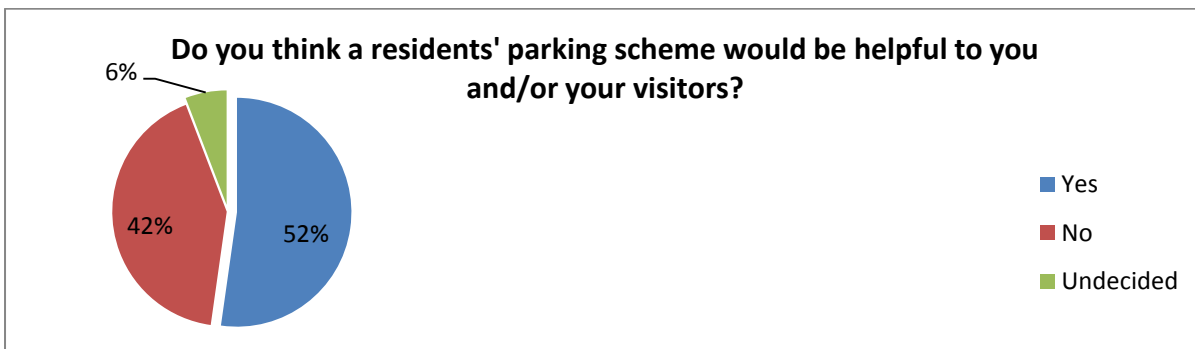 Do you think a residents' parking scheme would be helpful to you
and/or your visitors?
6%
42%
52%
Yes
No
Undecided